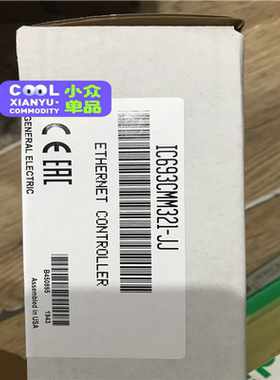 COOL
XIANYU-
COMMODITY
小众
单品
IC693CMM321-JJ
ETHERNET CONTROLLER
GENERAL ELECTRIC
CE EAC
B450895
1943
Assembled in USA